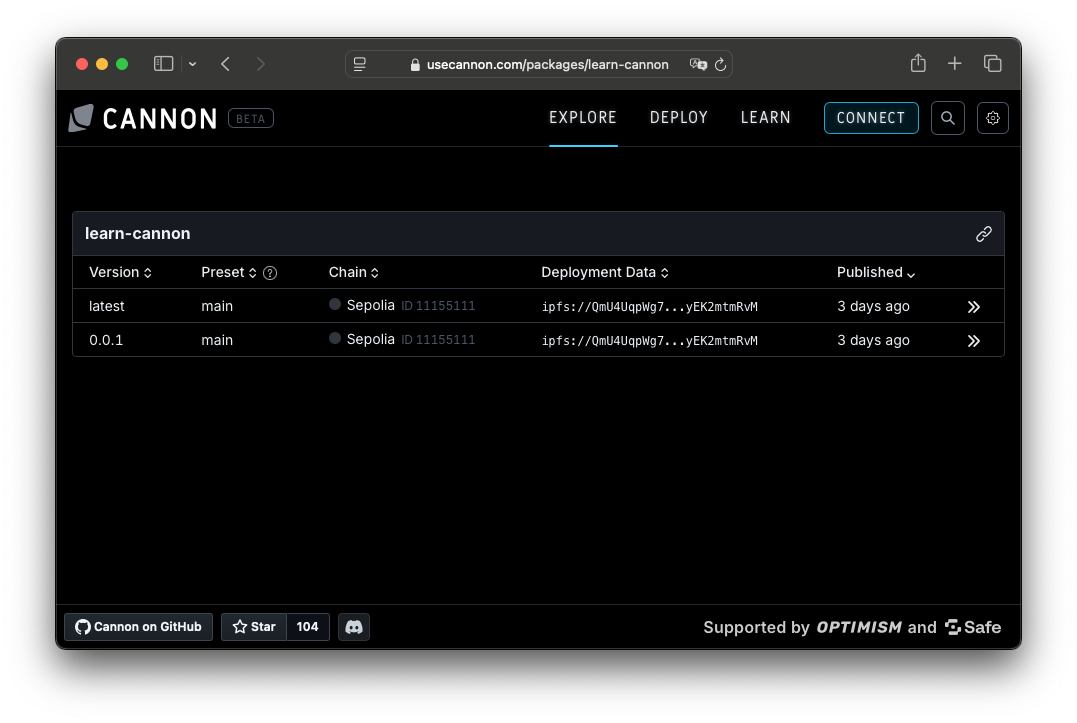 usecannon.com/packages/learn-cannon
CANNON BETA EXPLORE DEPLOY LEARN CONNECT
learn-cannon
Version Preset ? Chain Deployment Data Published
latest main Sepolia ID 11155111 ipfs://QmU4UqpWg7...yEK2mtmRvM 3 days ago
0.0.1 main Sepolia ID 11155111 ipfs://QmU4UqpWg7...yEK2mtmRvM 3 days ago
Cannon on GitHub Star 104 Supported by OPTIMISM and Safe